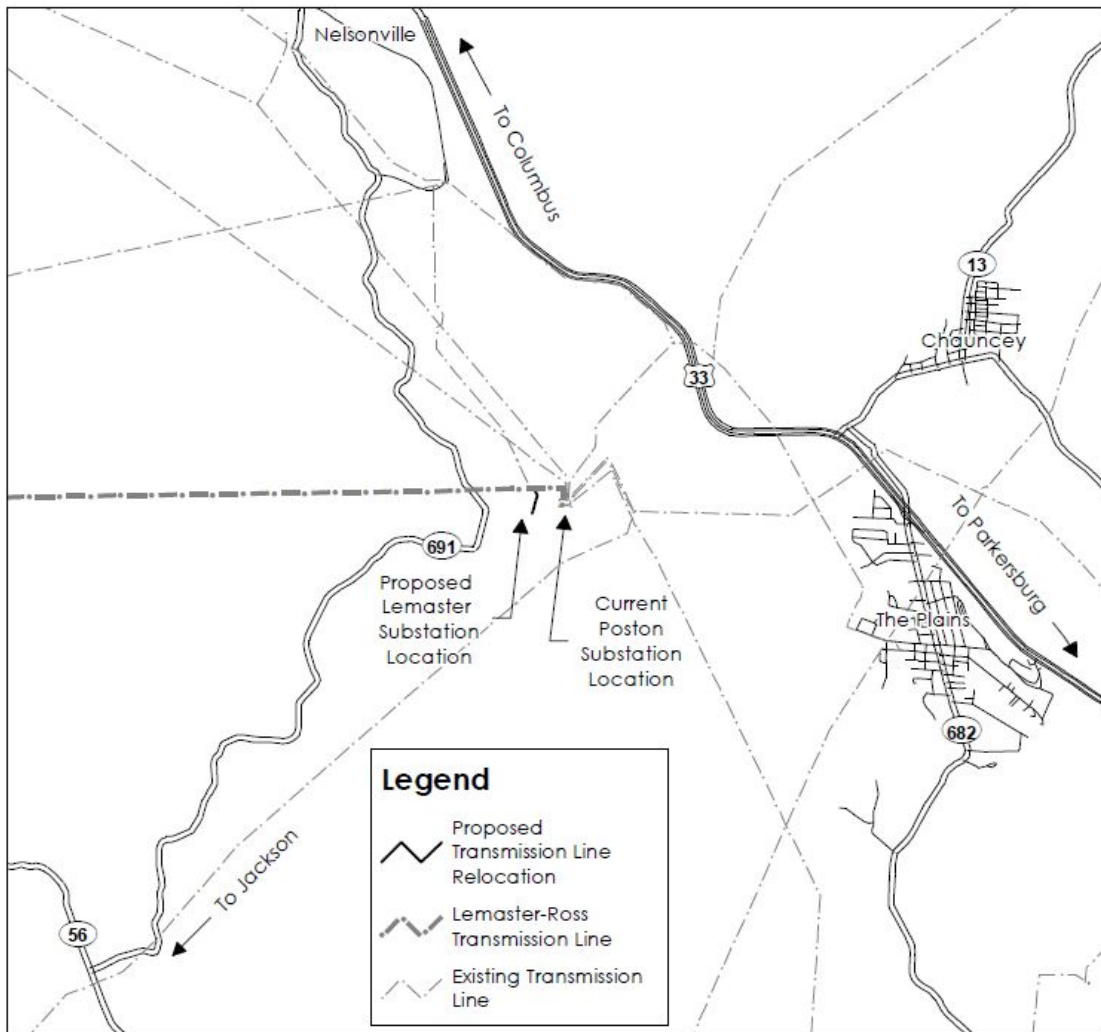 Nelsonville
To Columbus
13
Chauncey
33
691
Proposed
Lemaster
Substation
Location
Current
Poston
Substation
Location
To Parkersburg
The Plains
682
To Jackson
56
Legend
Proposed
Transmission Line
Relocation
Lemaster-Ross
Transmission Line
Existing Transmission
Line